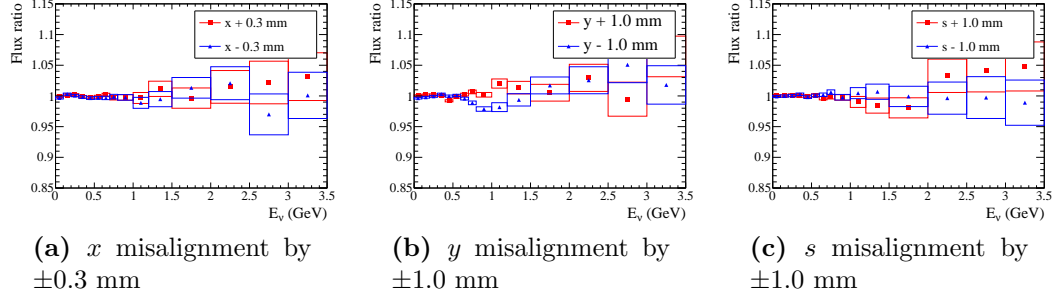 Flux ratio
1.15
1.1
1.05
1
0.95
0.9
0.85
0 0.5 1 1.5 2 2.5 3 3.5
E_ν (GeV)
x + 0.3 mm
x - 0.3 mm
(a) x misalignment by
±0.3 mm
Flux ratio
1.15
1.1
1.05
1
0.95
0.9
0.85
0 0.5 1 1.5 2 2.5 3 3.5
E_ν (GeV)
y + 1.0 mm
y - 1.0 mm
(b) y misalignment by
±1.0 mm
Flux ratio
1.15
1.1
1.05
1
0.95
0.9
0.85
0 0.5 1 1.5 2 2.5 3 3.5
E_ν (GeV)
s + 1.0 mm
s - 1.0 mm
(c) s misalignment by
±1.0 mm